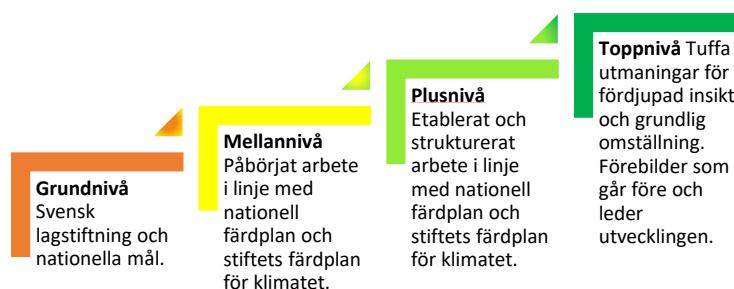 Grundnivå
Svensk
lagstiftning och
nationella mål.
Mellannivå
Påbörjat arbete
i linje med
nationell
färdplan och
stiftets färdplan
för klimatet.
Plusnivå
Etablerat och
strukturerat
arbete i linje
med nationell
färdplan och
stiftets färdplan
för klimatet.
Toppnivå Tuffa
utmaningar för
fördjupad insikt
och grundlig
omställning.
Förebilder som
går före och
leder
utvecklingen.